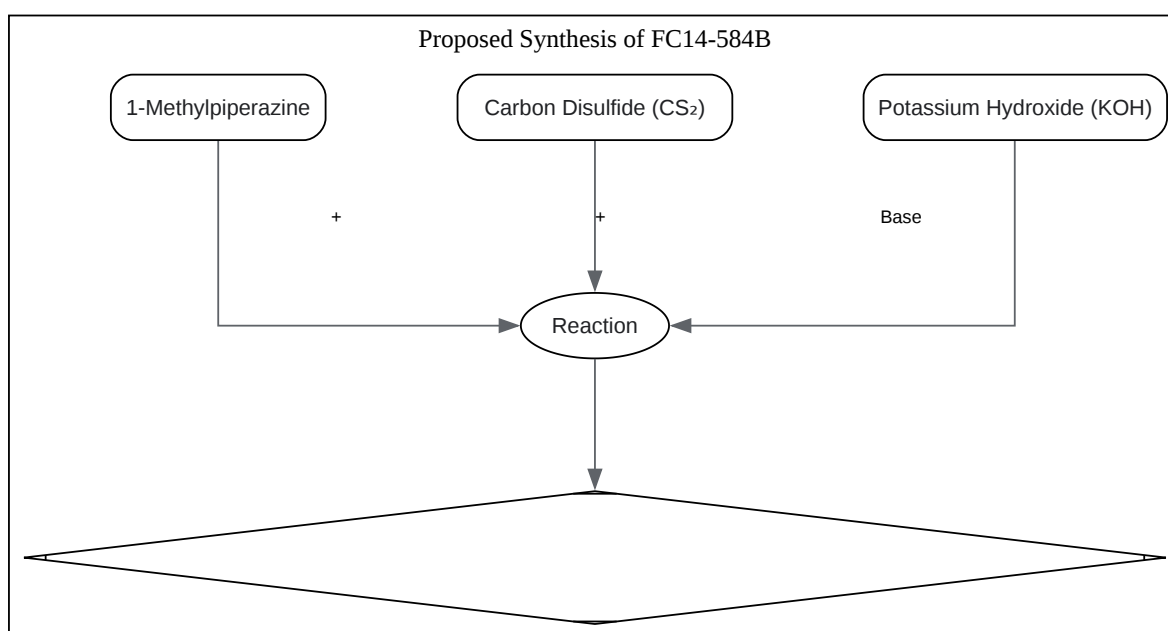 Proposed Synthesis of FC14-584B
1-Methylpiperazine
Carbon Disulfide (CS₂)
Potassium Hydroxide (KOH)
+
+
Base
Reaction